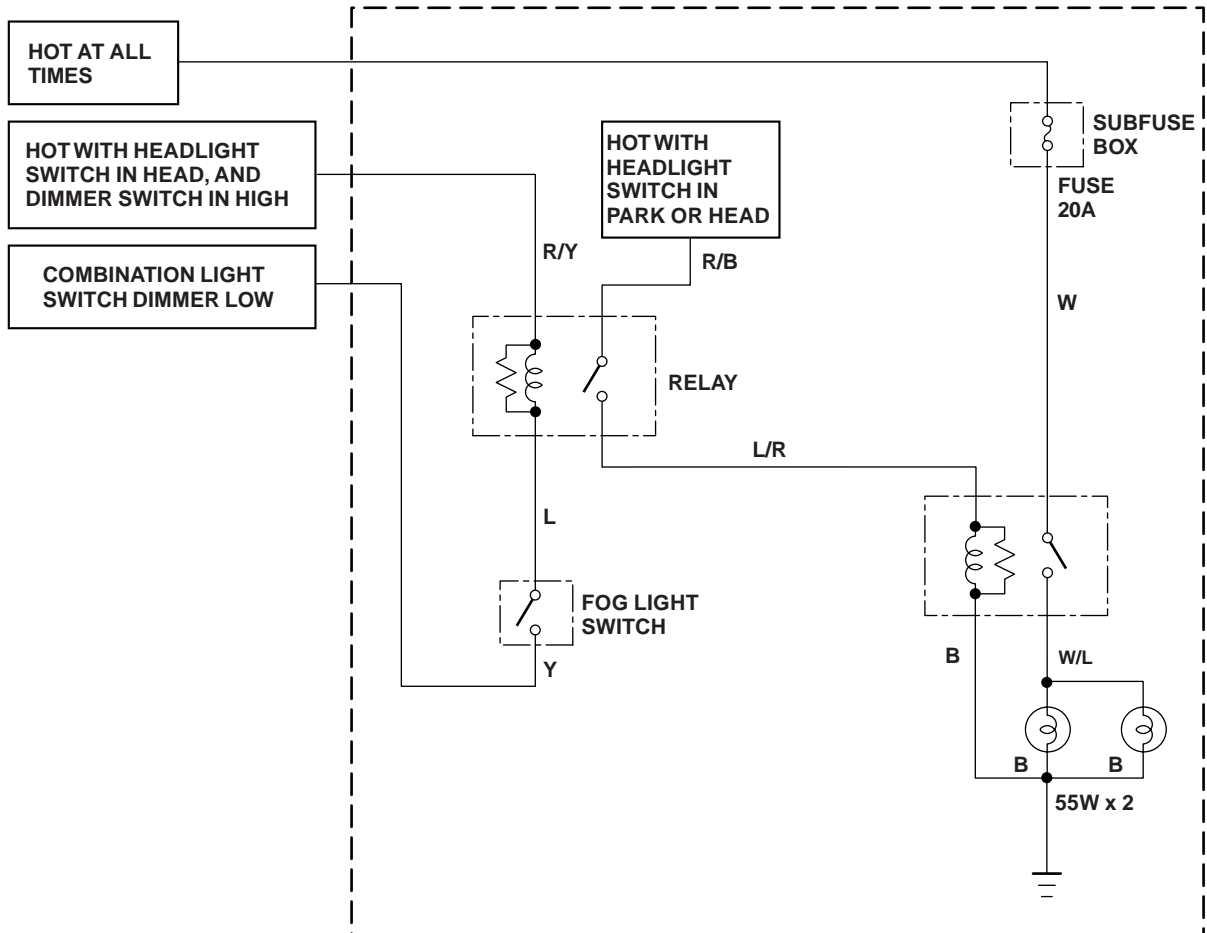 HOT AT ALL
TIMES
HOT WITH HEADLIGHT
SWITCH IN HEAD, AND
DIMMER SWITCH IN HIGH
COMBINATION LIGHT
SWITCH DIMMER LOW
HOT WITH
HEADLIGHT
SWITCH IN
PARK OR HEAD
SUBFUSE
BOX
FUSE
20A
R/Y
R/B
W
RELAY
L/R
L
FOG LIGHT
SWITCH
Y
B
W/L
B
B
55W x 2